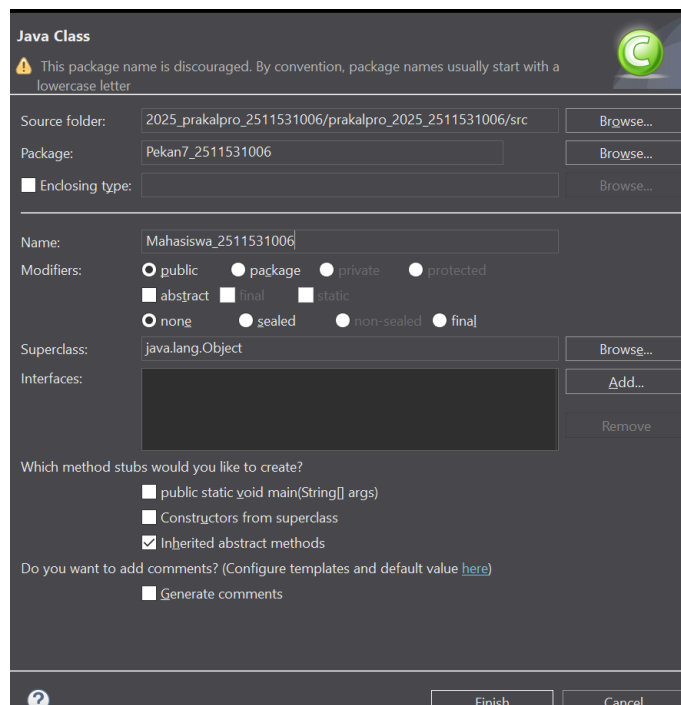 Java Class
This package name is discouraged. By convention, package names usually start with a
lowercase letter
Source folder: 2025_prakalpro_2511531006/prakalpro_2025_2511531006/src Browse...
Package: Pekan7_2511531006 Browse...
Enclosing type: Browse...
Name: Mahasiswa_2511531006
Modifiers: public package private protected
abstract final static
none sealed non-sealed final
Superclass: java.lang.Object Browse...
Interfaces: Add...
Remove
Which method stubs would you like to create?
public static void main(String[] args)
Constructors from superclass
Inherited abstract methods
Do you want to add comments? (Configure templates and default value here)
Generate comments
? Finish Cancel